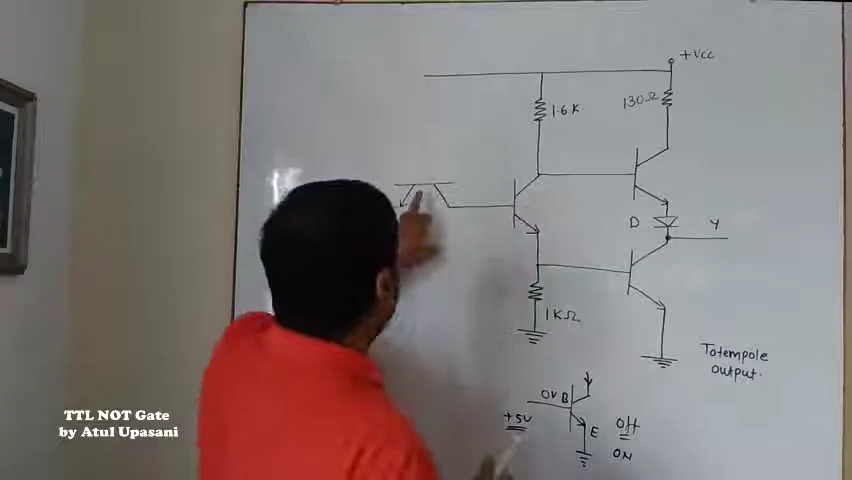 +VCC
1.6K
130Ω
D
Y
1KΩ
Totempole
output.
0V B
+5V
E
Off
ON
TTL NOT Gate
by Atul Upasani